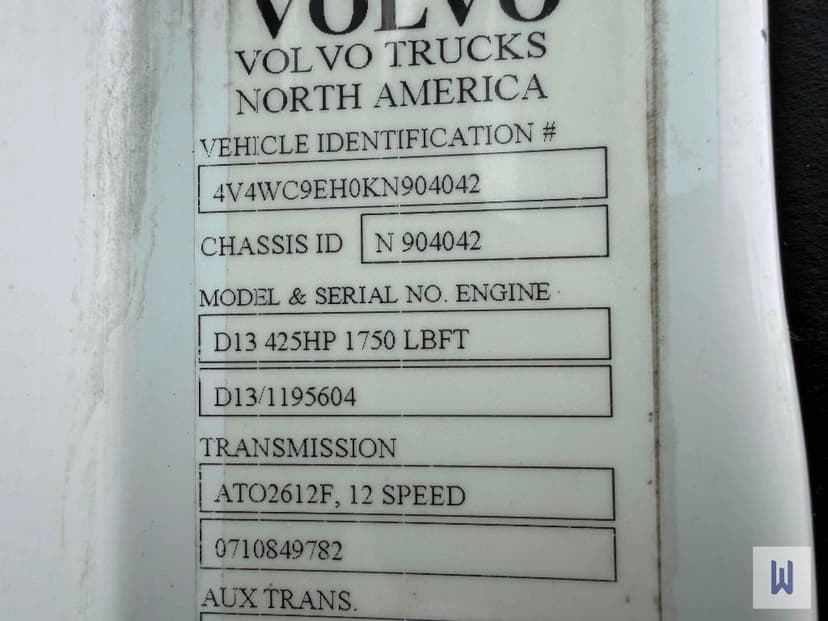 VOLVO
VOLVO TRUCKS
NORTH AMERICA
VEHICLE IDENTIFICATION #
4V4WC9EH0KN904042
CHASSIS ID N 904042
MODEL & SERIAL NO. ENGINE
D13 425HP 1750 LBFT
D13/1195604
TRANSMISSION
ATO2612F, 12 SPEED
0710849782
AUX TRANS.
W